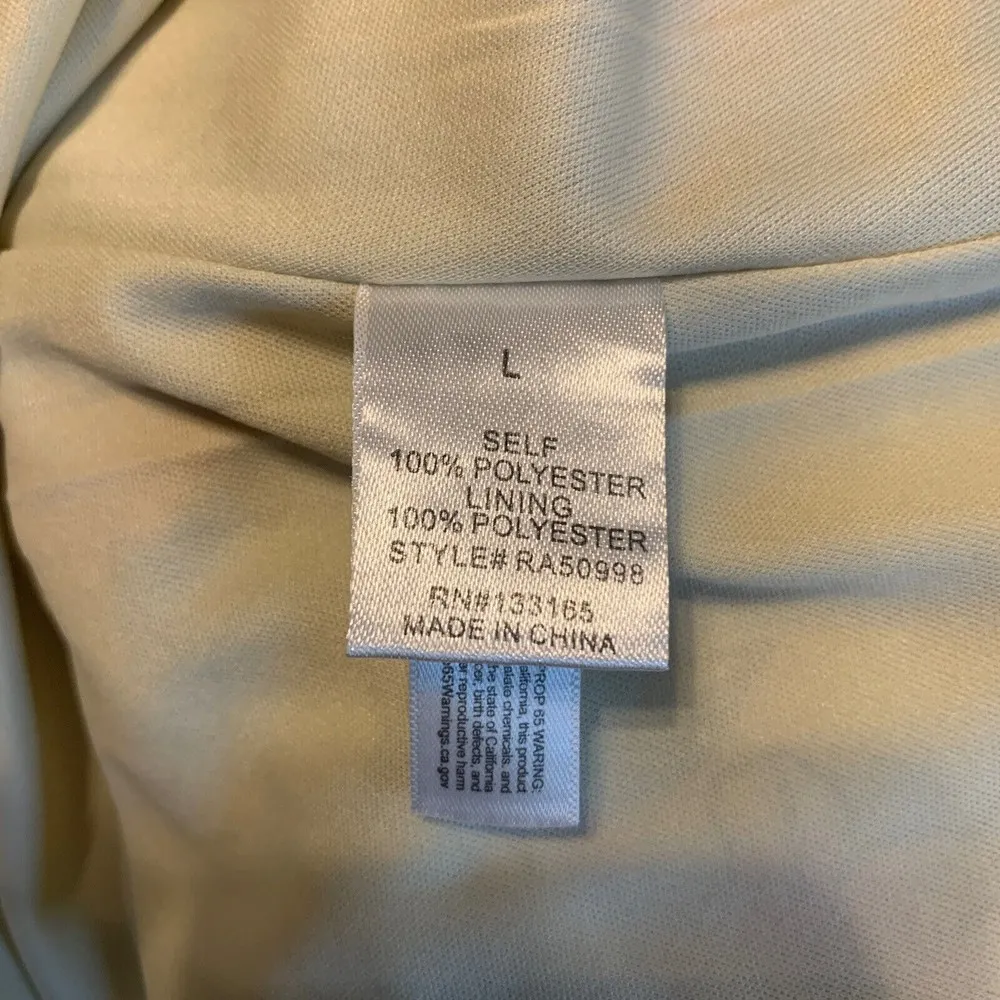 L
SELF
100% POLYESTER
LINING
100% POLYESTER
STYLE# RA50998
RN#133165
MADE IN CHINA
PROP 65 WARING:
this product
chemicals, and
he state of California
birth defects, and
reproductive harm
65Warnings.ca.gov